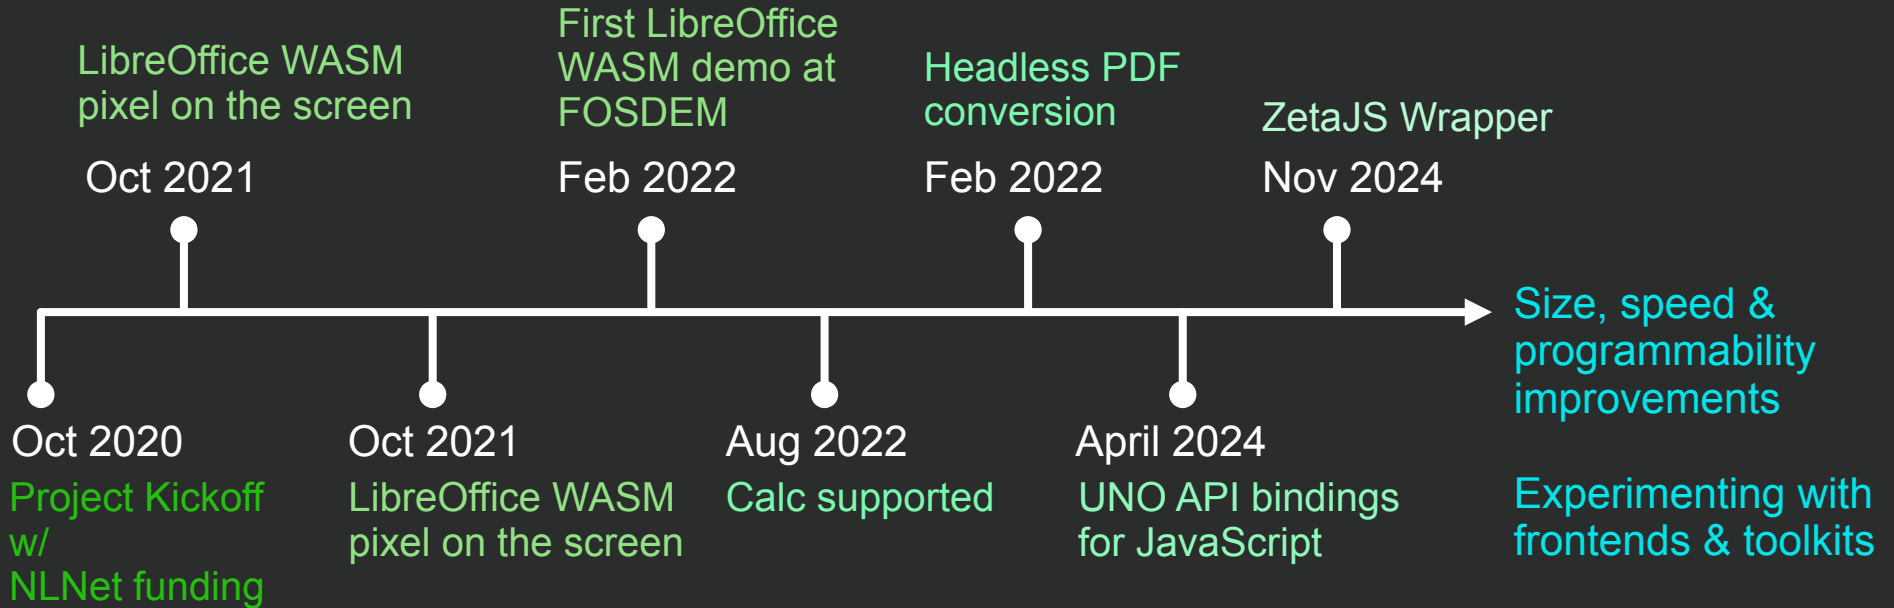 LibreOffice WASM
pixel on the screen
Oct 2021
First LibreOffice
WASM demo at
FOSDEM
Feb 2022
Headless PDF
conversion
Feb 2022
ZetaJS Wrapper
Nov 2024
Oct 2020
Project Kickoff
w/
NLNet funding
Oct 2021
LibreOffice WASM
pixel on the screen
Aug 2022
Calc supported
April 2024
UNO API bindings
for JavaScript
Size, speed &
programmability
improvements
Experimenting with
frontends & toolkits